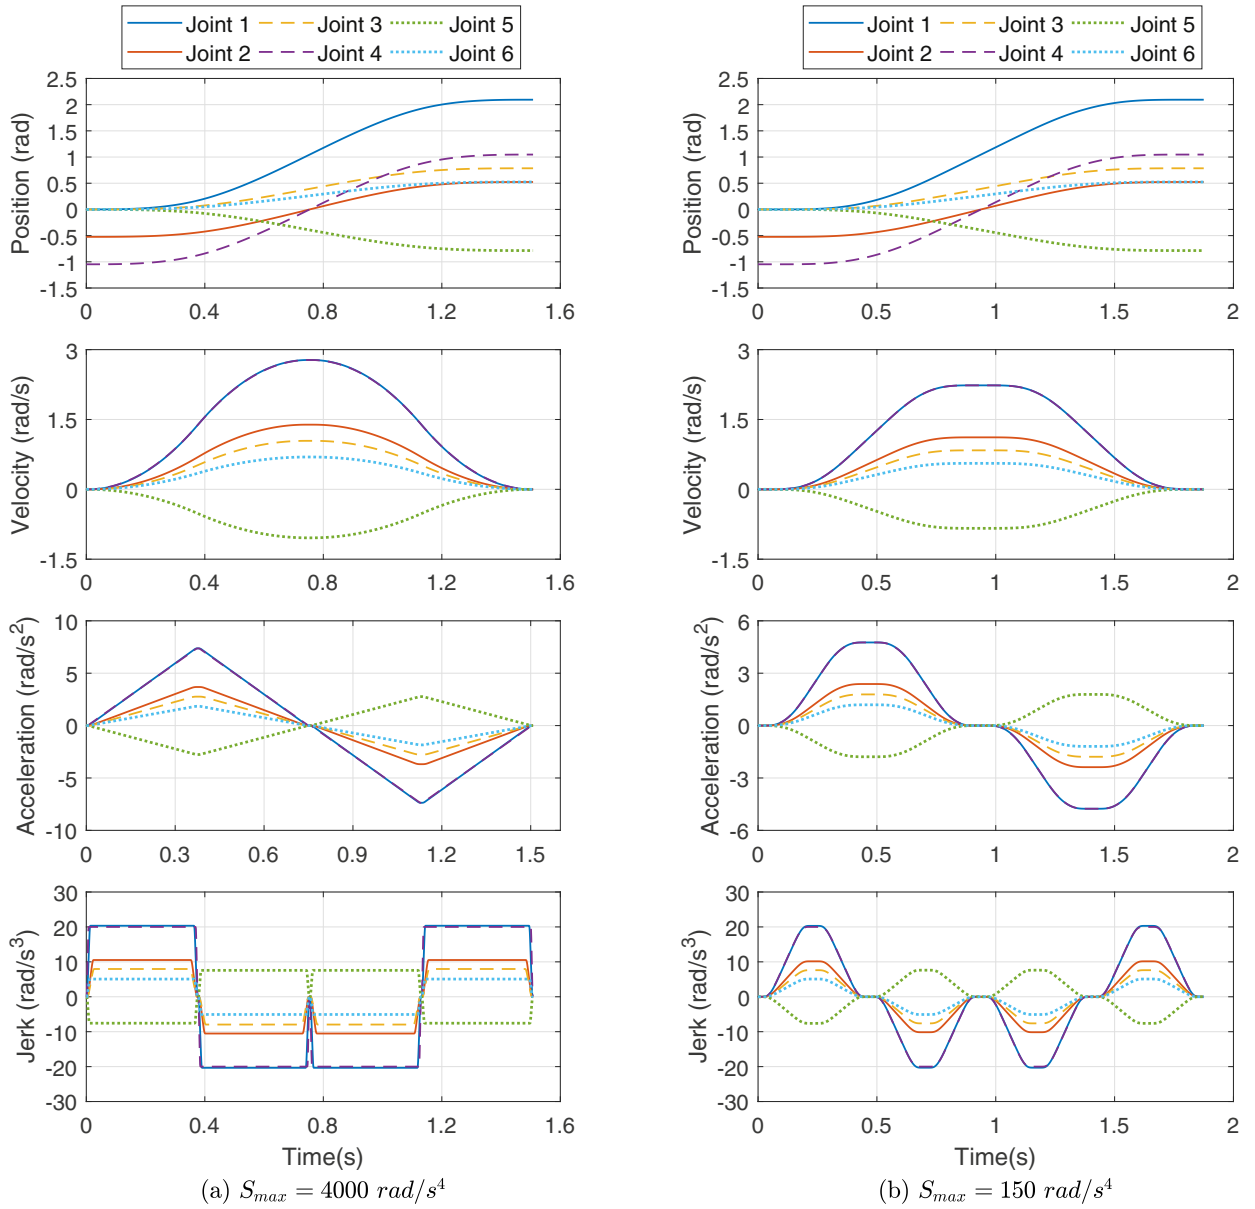 Joint 1 Joint 3 Joint 5
Joint 2 Joint 4 Joint 6
2.5
2
1.5
1
0.5
0
-0.5
-1
-1.5
Position (rad)
0 0.4 0.8 1.2 1.6
3
1.5
0
-1.5
Velocity (rad/s)
0 0.4 0.8 1.2 1.6
10
5
0
-5
-10
Acceleration (rad/s²)
0 0.3 0.6 0.9 1.2 1.5
30
20
10
0
-10
-20
-30
Jerk (rad/s³)
0 0.4 0.8 1.2 1.6
Time(s)
(a) Smax = 4000 rad/s⁴
Joint 1 Joint 3 Joint 5
Joint 2 Joint 4 Joint 6
2.5
2
1.5
1
0.5
0
-0.5
-1
-1.5
Position (rad)
0 0.5 1 1.5 2
3
1.5
0
-1.5
Velocity (rad/s)
0 0.5 1 1.5 2
6
3
0
-3
-6
Acceleration (rad/s²)
0 0.5 1 1.5 2
30
20
10
0
-10
-20
-30
Jerk (rad/s³)
0 0.5 1 1.5 2
Time(s)
(b) Smax = 150 rad/s⁴